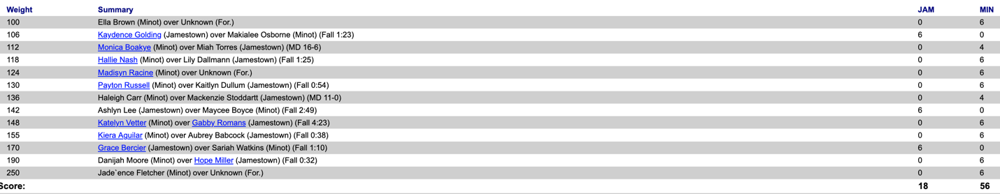 Weight Summary JAM MIN
100 Ella Brown (Minot) over Unknown (For.) 0 6
106 Kaydence Golding (Jamestown) over Makialee Osborne (Minot) (Fall 1:23) 6 0
112 Monica Boakye (Minot) over Miah Torres (Jamestown) (MD 16-6) 0 4
118 Hallie Nash (Minot) over Lily Dallmann (Jamestown) (Fall 1:25) 0 6
124 Madisyn Racine (Minot) over Unknown (For.) 0 6
130 Payton Russell (Minot) over Kaitlyn Dullum (Jamestown) (Fall 0:54) 0 6
136 Haleigh Carr (Minot) over Mackenzie Stoddartt (Jamestown) (MD 11-0) 0 4
142 Ashlyn Lee (Jamestown) over Maycee Boyce (Minot) (Fall 2:49) 6 0
148 Katelyn Vetter (Minot) over Gabby Romans (Jamestown) (Fall 4:23) 0 6
155 Kiera Aguilar (Minot) over Aubrey Babcock (Jamestown) (Fall 0:38) 0 6
170 Grace Bercier (Jamestown) over Sariah Watkins (Minot) (Fall 1:10) 6 0
190 Danijah Moore (Minot) over Hope Miller (Jamestown) (Fall 0:32) 0 6
250 Jade`ence Fletcher (Minot) over Unknown (For.) 0 6
Score: 18 56